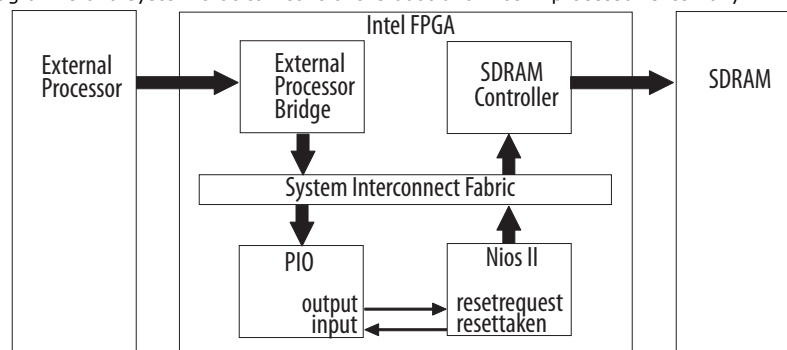 Intel FPGA
External
Processor
External
Processor
Bridge
SDRAM
Controller
SDRAM
System Interconnect Fabric
PIO
output
input
Nios II
resetrequest
resettaken